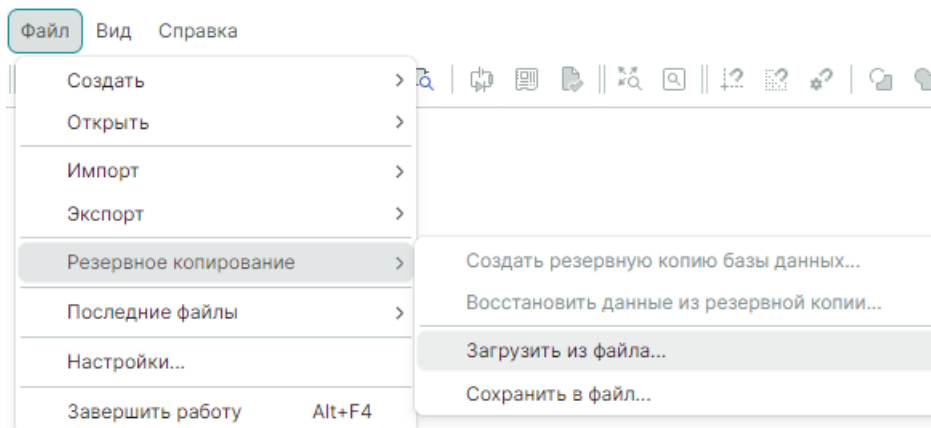 Файл Вид Справка
Создать
Открыть
Импорт
Экспорт
Резервное копирование
Создать резервную копию базы данных...
Восстановить данные из резервной копии...
Последние файлы
Загрузить из файла...
Настройки...
Сохранить в файл...
Завершить работу Alt+F4